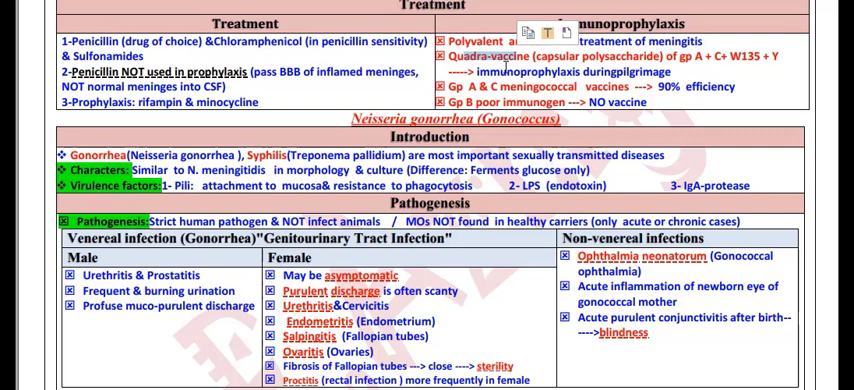 Treatment
Treatment
munoprophylaxis
1-Penicillin (drug of choice) &Chloramphenicol (in penicillin sensitivity)
& Sulfonamides
2-Penicillin NOT used in prophylaxis (pass BBB of inflamed meninges,
NOT normal meninges into CSF)
3-Prophylaxis: rifampin & minocycline
Polyvalent treatment of meningitis
Quadra-vaccine (capsular polysaccharide) of gp A + C+ W135 + Y
-----> immunoprophylaxis duringpilgrimage
Gp A & C meningococcal vaccines ---> 90% efficiency
Gp B poor immunogen ---> NO vaccine
Neisseria gonorrhea (Gonococcus)
Introduction
Gonorrhea(Neisseria gonorrhea ), Syphilis(Treponema pallidium) are most important sexually transmitted diseases
Characters: Similar to N. meningitidis in morphology & culture (Difference: Ferments glucose only)
Virulence factors:1- Pili: attachment to mucosa& resistance to phagocytosis 2- LPS (endotoxin) 3- IgA-protease
Pathogenesis
Pathogenesis:Strict human pathogen & NOT infect animals / MOs NOT found in healthy carriers (only acute or chronic cases)
Venereal infection (Gonorrhea)"Genitourinary Tract Infection"
Non-venereal infections
Male
Female
Urethritis & Prostatitis
Frequent & burning urination
Profuse muco-purulent discharge
May be asymptomatic
Purulent discharge is often scanty
Urethritis&Cervicitis
Endometritis (Endometrium)
Salpingitis (Fallopian tubes)
Ovaritis (Ovaries)
Fibrosis of Fallopian tubes ---> close ----> sterility
Proctitis (rectal infection ) more frequently in female
Ophthalmia neonatorum (Gonococcal
ophthalmia)
Acute inflammation of newborn eye of
gonococcal mother
Acute purulent conjunctivitis after birth--
---->blindness